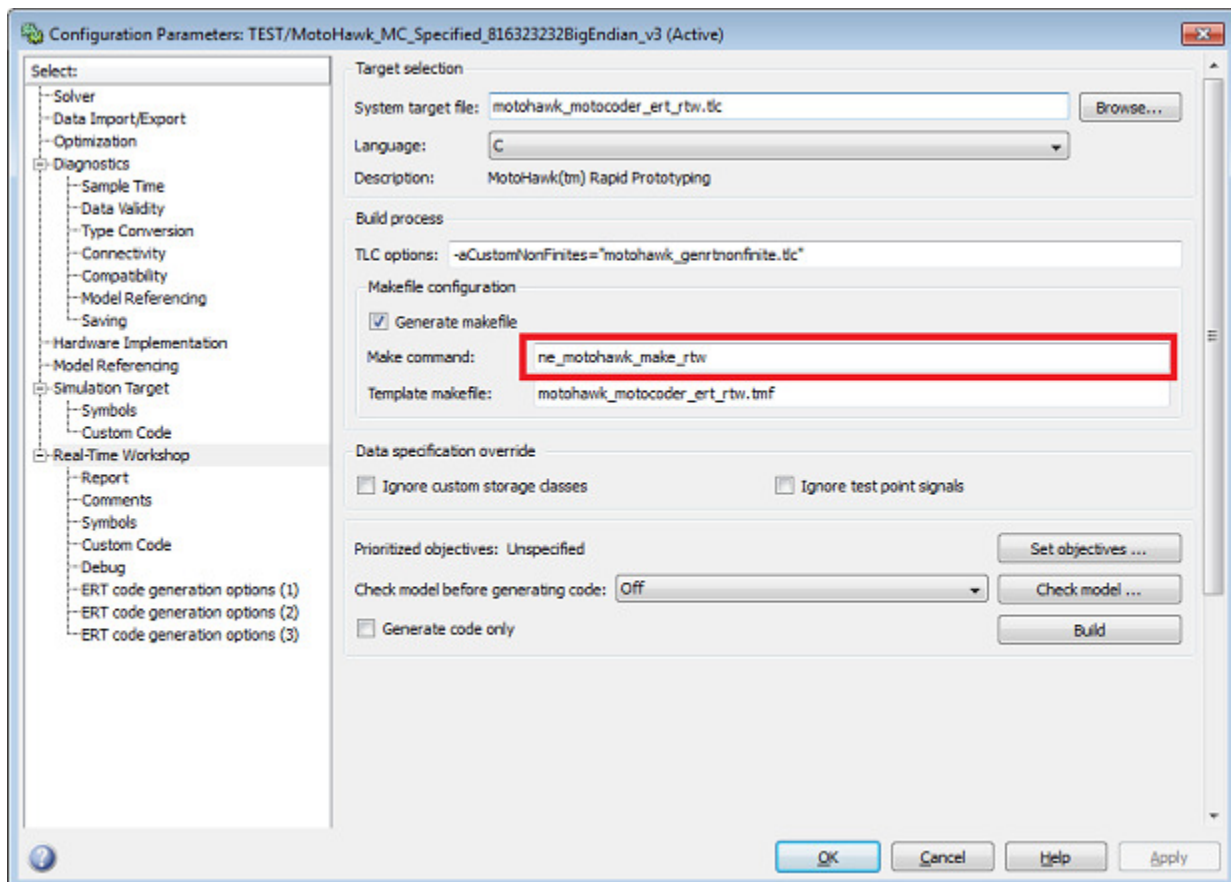 Configuration Parameters: TEST/MotoHawk_MC_Specified_816323232BigEndian_v3 (Active)
Select:
Solver
Data Import/Export
Optimization
Diagnostics
Sample Time
Data Validity
Type Conversion
Connectivity
Compatibility
Model Referencing
Saving
Hardware Implementation
Model Referencing
Simulation Target
Symbols
Custom Code
Real-Time Workshop
Report
Comments
Symbols
Custom Code
Debug
ERT code generation options (1)
ERT code generation options (2)
ERT code generation options (3)
Target selection
System target file: motohawk_motocoder_ert_rtw.tlc Browse...
Language: C
Description: MotoHawk(tm) Rapid Prototyping
Build process
TLC options: -aCustomNonFinites="motohawk_genrtnonfinite.tlc"
Makefile configuration
Generate makefile
Make command: ne_motohawk_make_rtw
Template makefile: motohawk_motocoder_ert_rtw.tmf
Data specification override
Ignore custom storage classes Ignore test point signals
Prioritized objectives: Unspecified Set objectives ...
Check model before generating code: Off Check model ...
Generate code only Build
? OK Cancel Help Apply